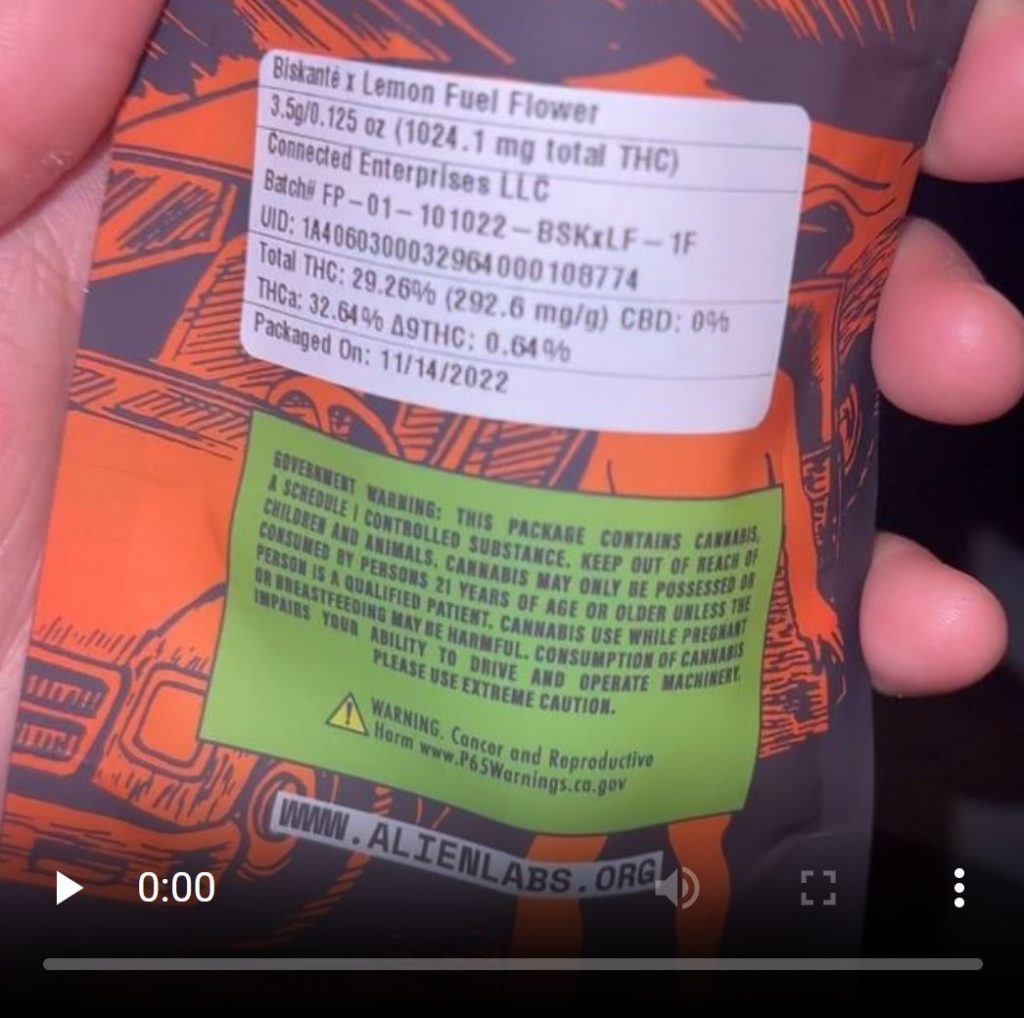 Biskanté x Lemon Fuel Flower
3.5g/0.125 oz (1024.1 mg total THC)
Connected Enterprises LLC
Batch# FP-01-101022-BSKxLF-1F
UID: 1A4060300032964000108774
Total THC: 29.26% (292.6 mg/g) CBD: 0%
THCa: 32.64% Δ9THC: 0.64%
Packaged On: 11/14/2022
GOVERNMENT WARNING: THIS PACKAGE CONTAINS CANNABIS,
A SCHEDULE I CONTROLLED SUBSTANCE. KEEP OUT OF REACH OF
CHILDREN AND ANIMALS. CANNABIS MAY ONLY BE POSSESSED OR
CONSUMED BY PERSONS 21 YEARS OF AGE OR OLDER UNLESS THE
PERSON IS A QUALIFIED PATIENT. CANNABIS USE WHILE PREGNANT
OR BREASTFEEDING MAY BE HARMFUL. CONSUMPTION OF CANNABIS
IMPAIRS YOUR ABILITY TO DRIVE AND OPERATE MACHINERY.
PLEASE USE EXTREME CAUTION.
WARNING. Cancer and Reproductive
Harm www.P65Warnings.ca.gov
WWW.ALIENLABS.ORG
0:00